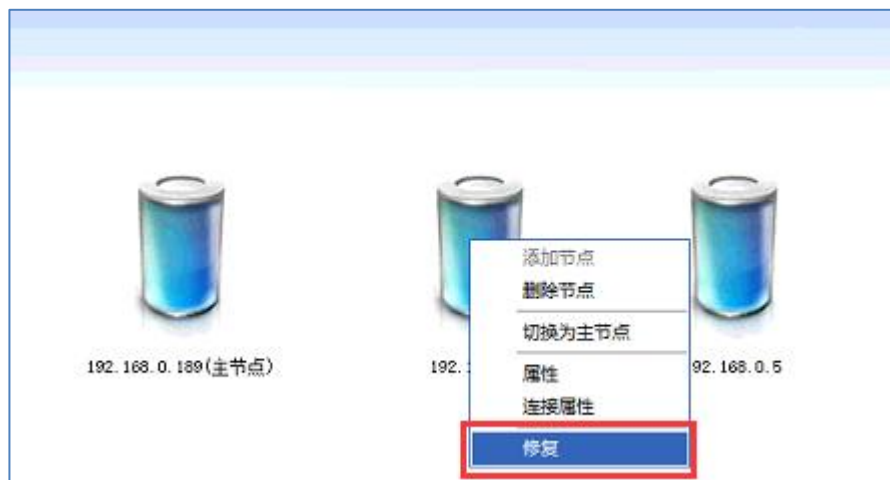 添加节点
删除节点
切换为主节点
192.168.0.189(主节点)
192.1
属性
92.168.0.5
连接属性
修复